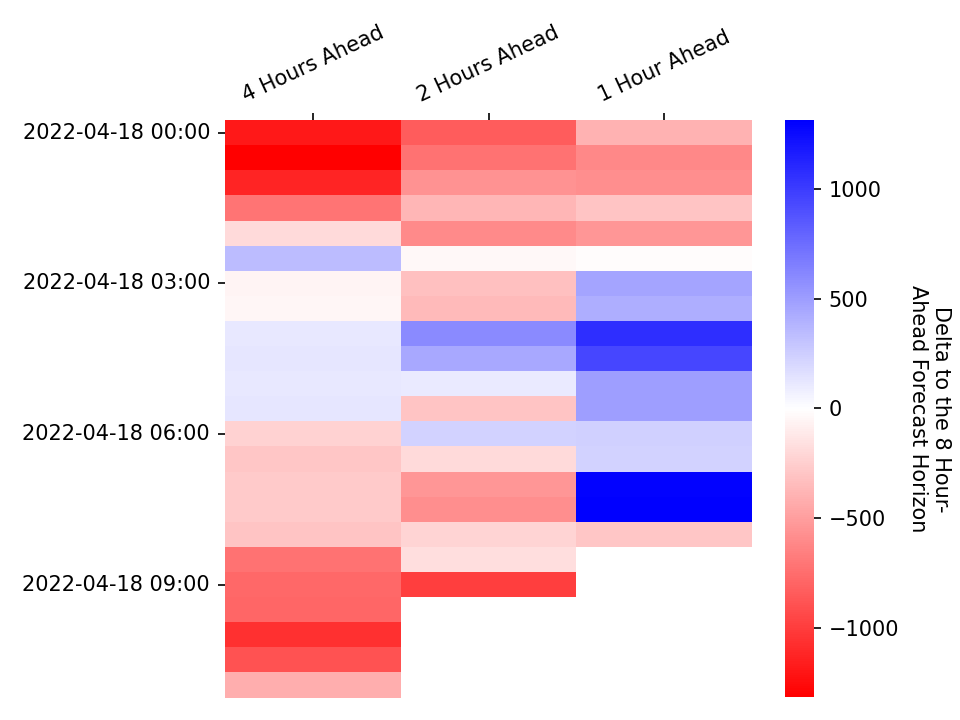 4 Hours Ahead
2 Hours Ahead
1 Hour Ahead
2022-04-18 00:00
2022-04-18 03:00
2022-04-18 06:00
2022-04-18 09:00
1000
500
0
−500
−1000
Delta to the 8 Hour-
Ahead Forecast Horizon